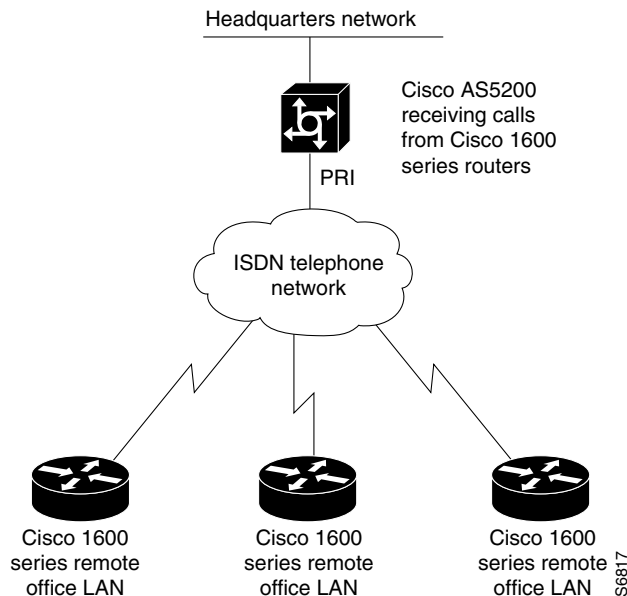 Headquarters network
Cisco AS5200
receiving calls
from Cisco 1600
series routers
PRI
ISDN telephone
network
Cisco 1600
series remote
office LAN
Cisco 1600
series remote
office LAN
Cisco 1600
series remote
office LAN
S6817